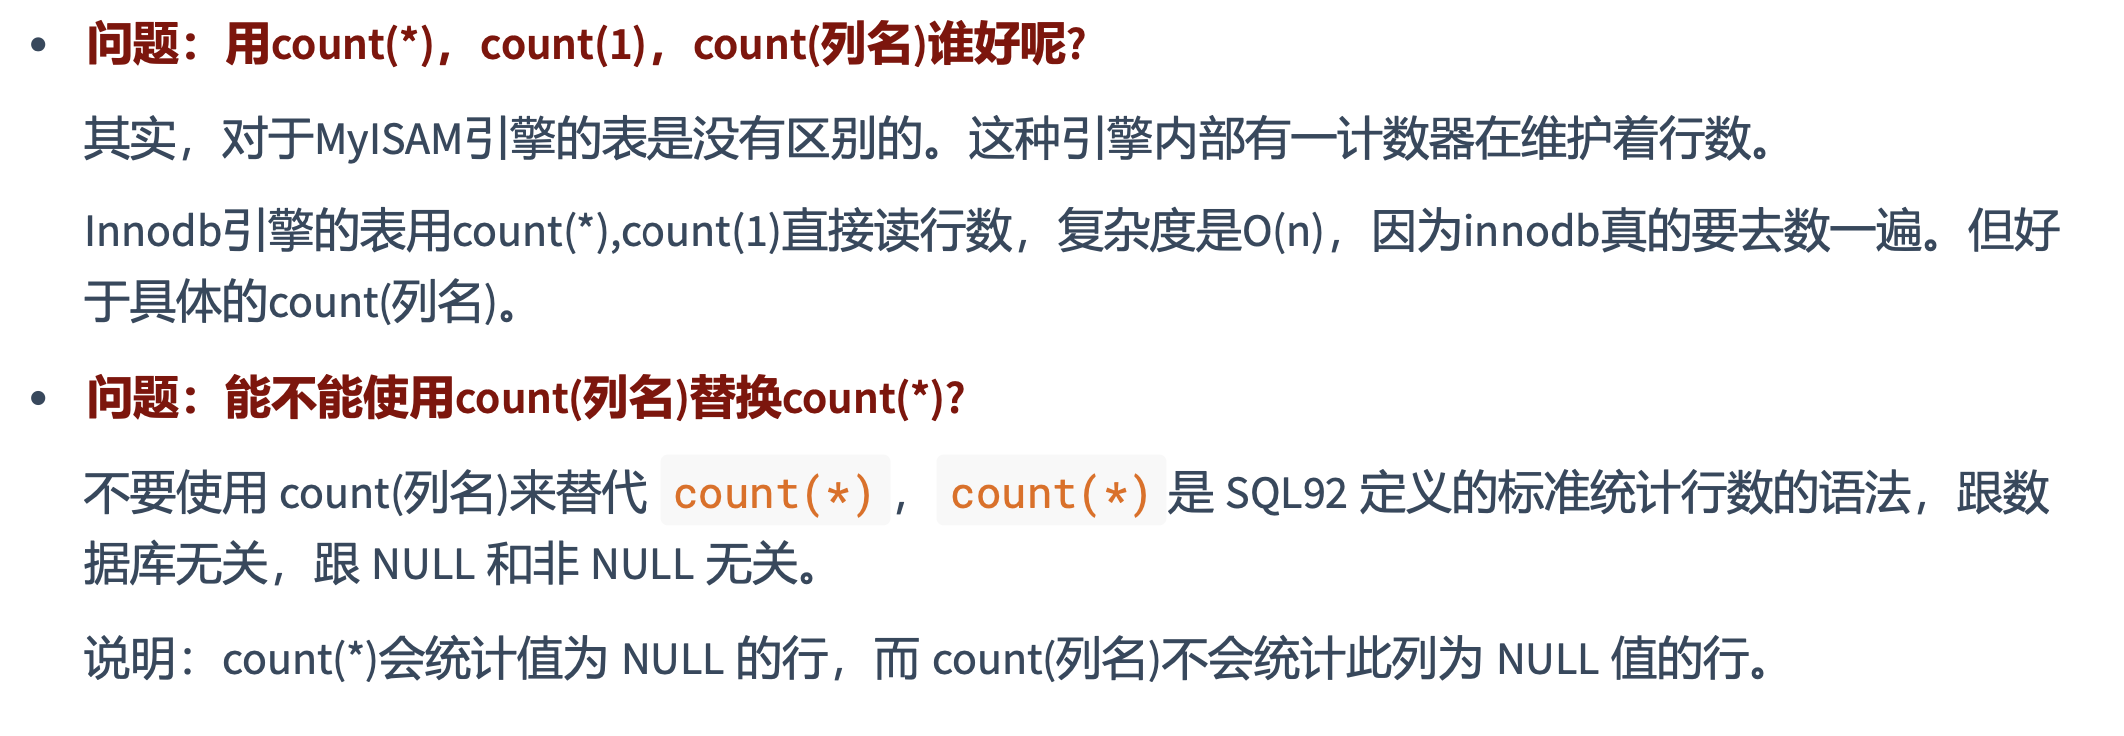 • 问题：用count(*)，count(1)，count(列名)谁好呢?
其实，对于MyISAM引擎的表是没有区别的。这种引擎内部有一计数器在维护着行数。
Innodb引擎的表用count(*),count(1)直接读行数，复杂度是O(n)，因为innodb真的要去数一遍。但好
于具体的count(列名)。
• 问题：能不能使用count(列名)替换count(*)?
不要使用 count(列名)来替代 count(*) ， count(*) 是 SQL92 定义的标准统计行数的语法，跟数
据库无关，跟 NULL 和非 NULL 无关。
说明：count(*)会统计值为 NULL 的行，而 count(列名)不会统计此列为 NULL 值的行。